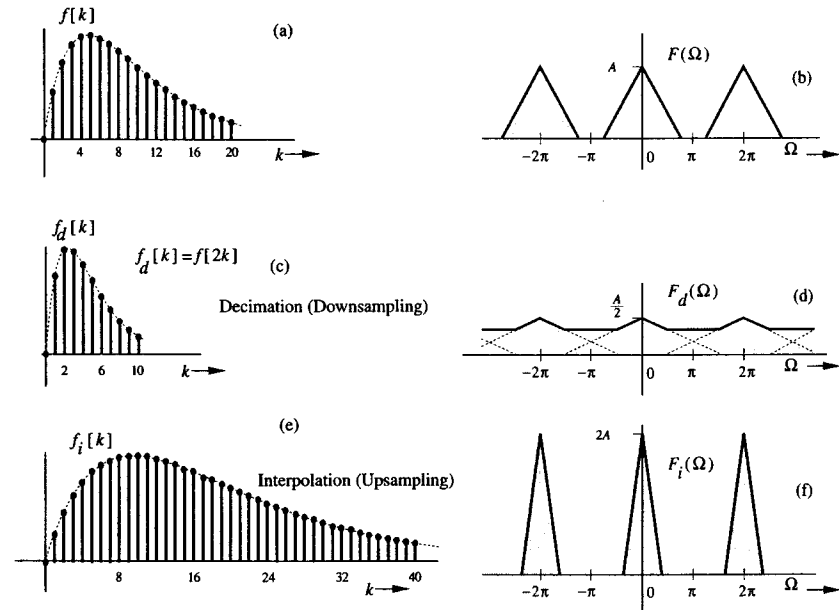 f[k]
(a)
4 8 12 16 20
k
A
F(Ω)
(b)
−2π −π 0 π 2π Ω
f_d[k]
f_d[k]=f[2k]
(c)
Decimation (Downsampling)
2 6 10 k
A/2
F_d(Ω)
(d)
−2π −π 0 π 2π Ω
f_i[k]
(e)
Interpolation (Upsampling)
8 16 24 32 40
k
2A
F_i(Ω)
(f)
−2π −π 0 π 2π Ω